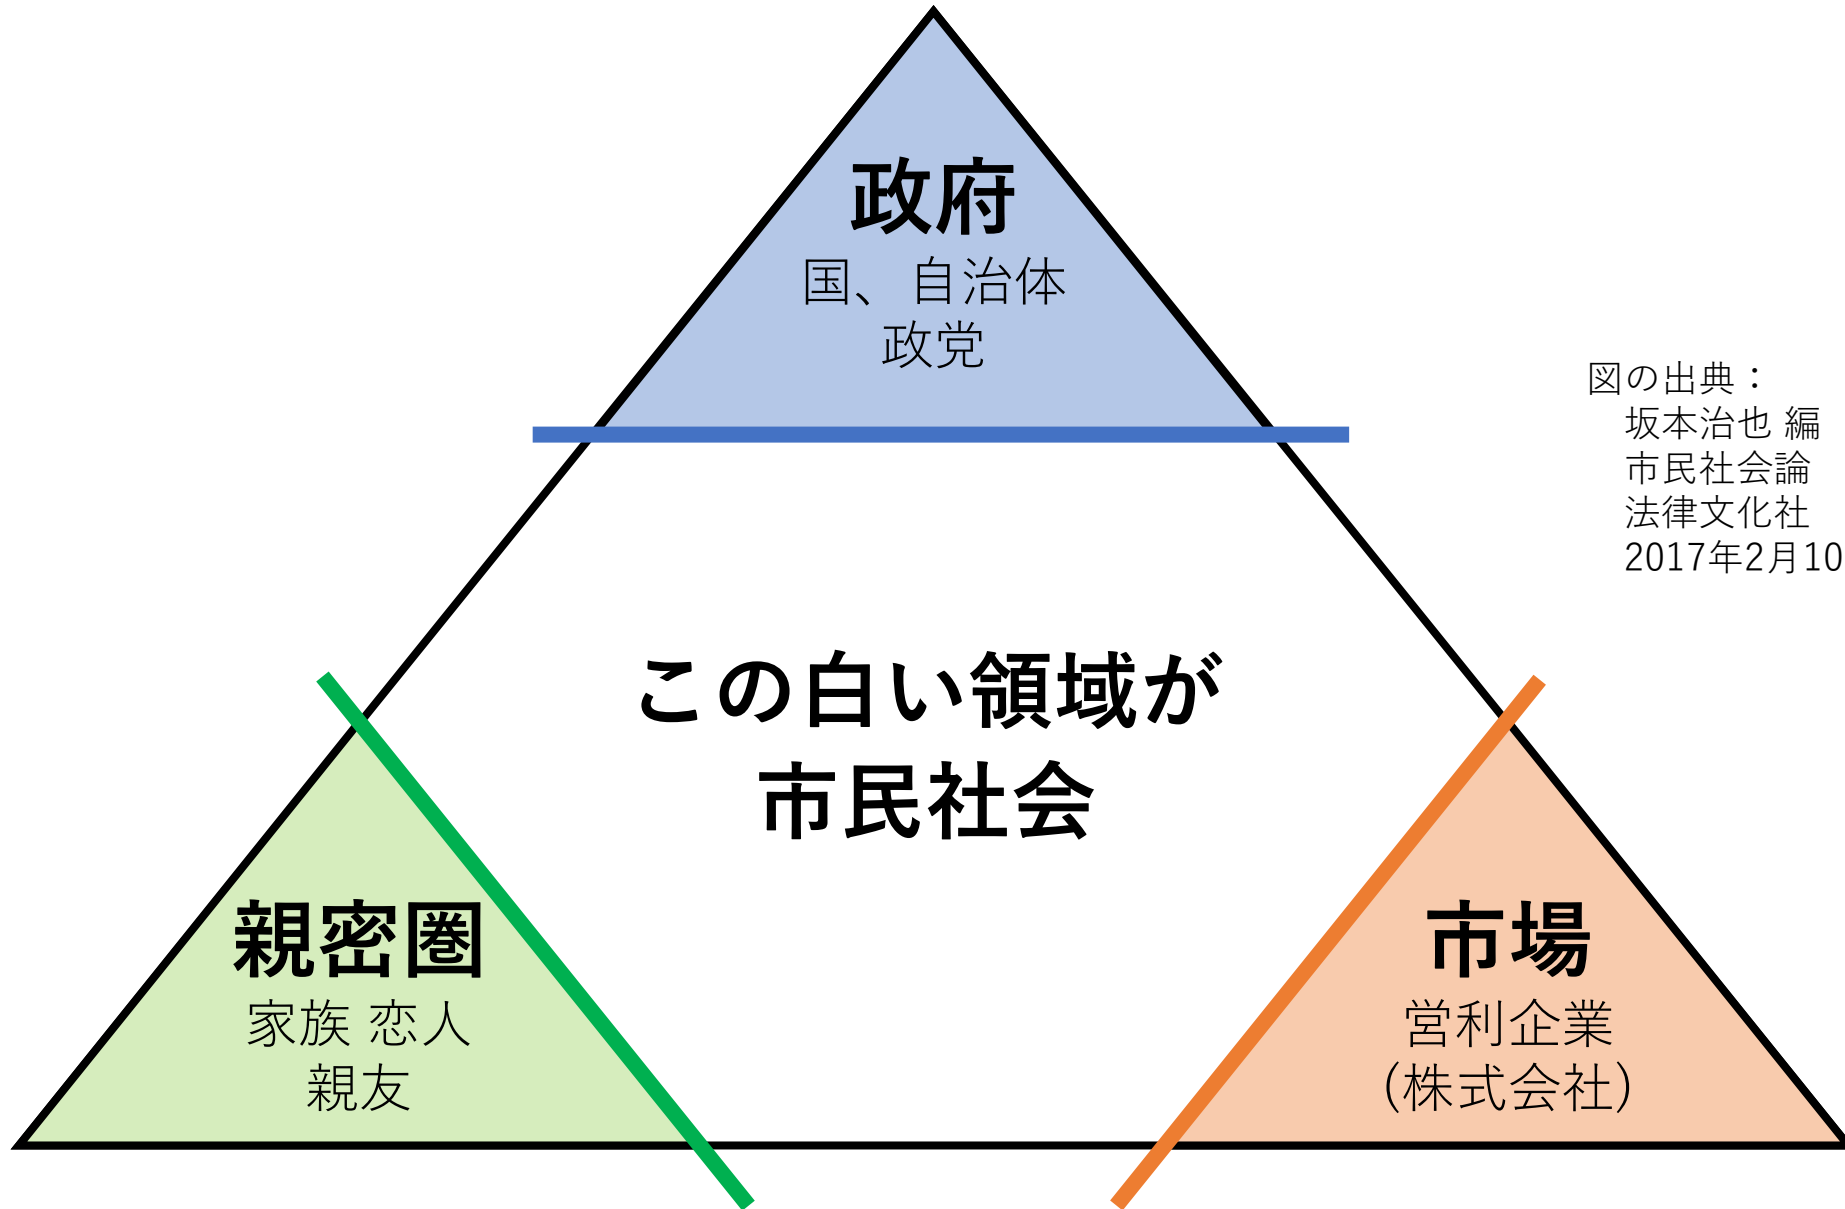 政府
国、自治体
政党
図の出典：
坂本治也 編
市民社会論
法律文化社
2017年2月10
この白い領域が
市民社会
親密圏
家族 恋人
親友
市場
営利企業
(株式会社)